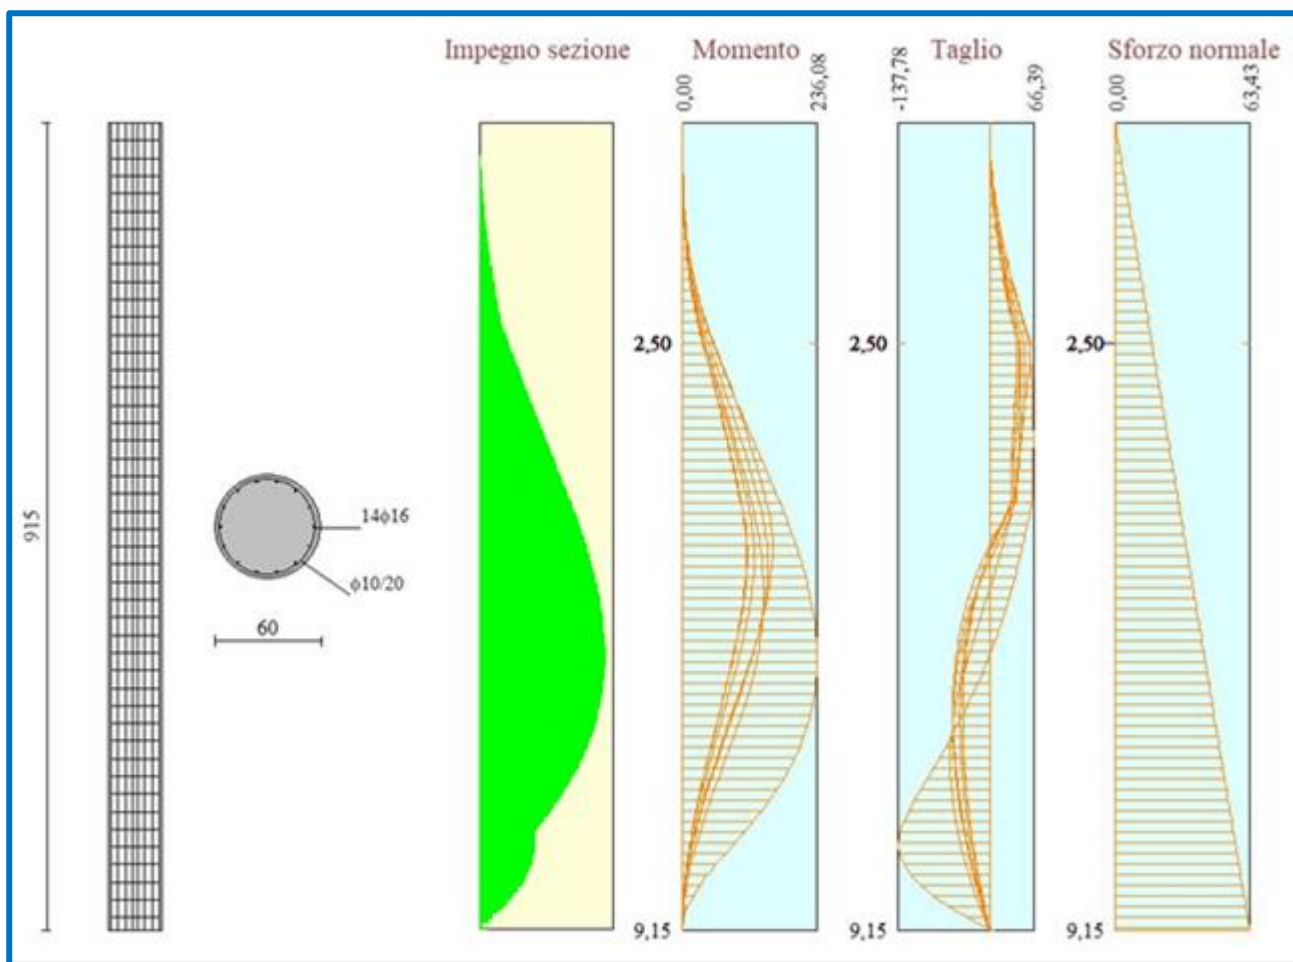 Impegno sezione
Momento
Taglio
Sforzo normale
0,00
236,08
-137,78
66,39
0,00
63,43
2,50
2,50
2,50
915
14ϕ16
ϕ10/20
60
9,15
9,15
9,15